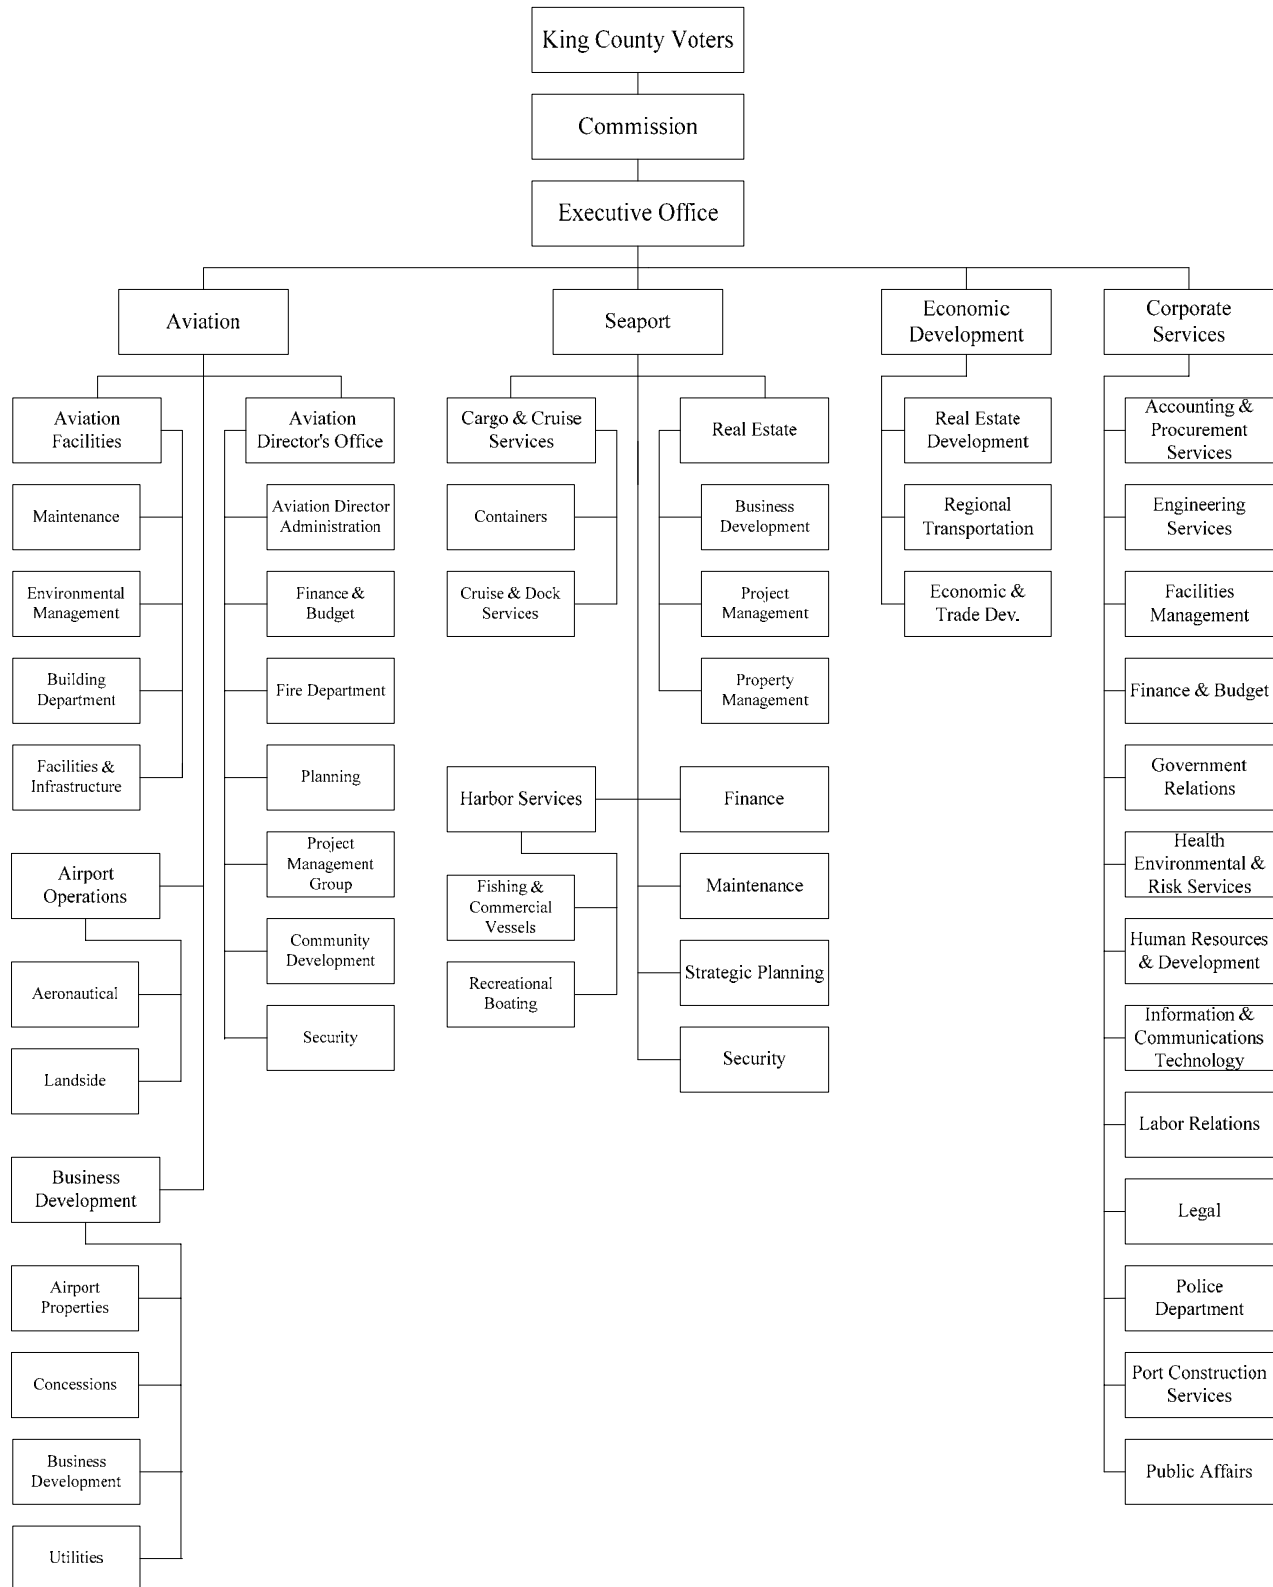 King County Voters
Commission
Executive Office
Aviation
Seaport
Economic
Development
Corporate
Services
Aviation
Facilities
Maintenance
Environmental
Management
Building
Department
Facilities &
Infrastructure
Airport
Operations
Aeronautical
Landside
Business
Development
Airport
Properties
Concessions
Business
Development
Utilities
Aviation
Director's Office
Aviation Director
Administration
Finance &
Budget
Fire Department
Planning
Project
Management
Group
Community
Development
Security
Cargo & Cruise
Services
Containers
Cruise & Dock
Services
Harbor Services
Fishing &
Commercial
Vessels
Recreational
Boating
Real Estate
Business
Development
Project
Management
Property
Management
Finance
Maintenance
Strategic Planning
Security
Real Estate
Development
Regional
Transportation
Economic
& Trade Dev.
Accounting &
Procurement
Services
Engineering
Services
Facilities
Management
Finance & Budget
Government
Relations
Health
Environmental &
Risk Services
Human Resources
& Development
Information &
Communications
Technology
Labor Relations
Legal
Police
Department
Port Construction
Services
Public Affairs